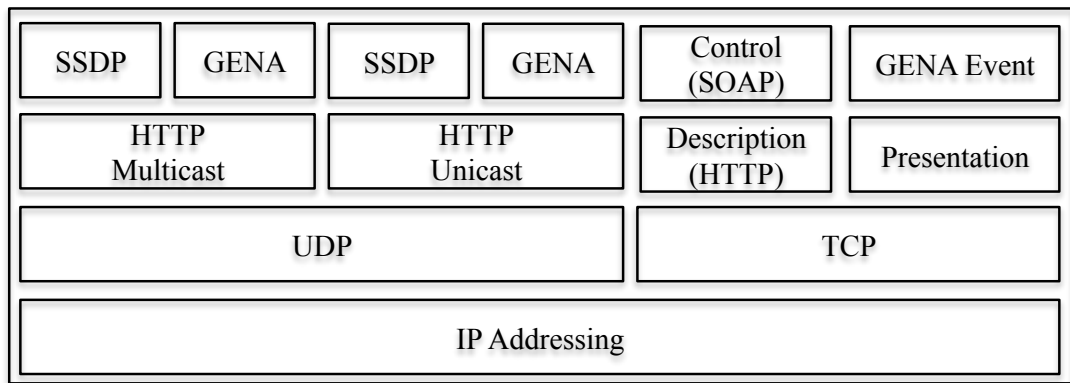 SSDP
GENA
SSDP
GENA
Control
(SOAP)
GENA Event
HTTP
Multicast
HTTP
Unicast
Description
(HTTP)
Presentation
UDP
TCP
IP Addressing